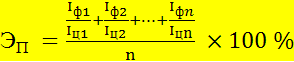 Э_П = (I_ф1/I_ц1 + I_ф2/I_ц2 + ⋯ + I_фn/I_цn)/n × 100 %